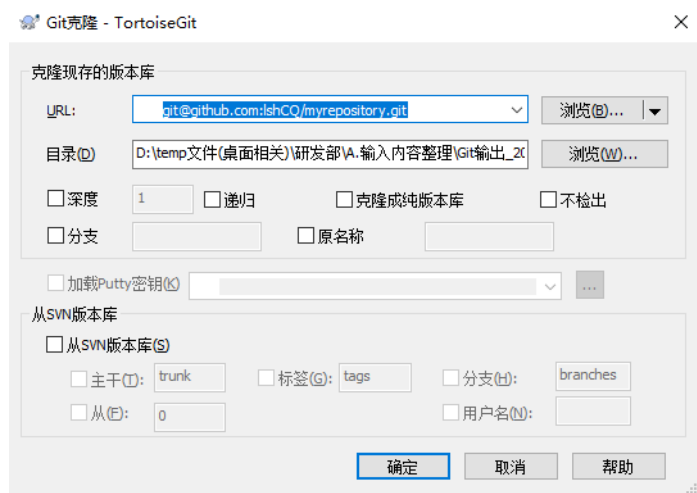 Git克隆 - TortoiseGit
克隆现存的版本库
URL: git@github.com:lshCQ/myrepository.git 浏览(B)...
目录(D) D:\temp文件(桌面相关)\研发部\A.输入内容整理\Git输出_20 浏览(W)...
深度 1 递归 克隆成纯版本库 不检出
分支 原名称
加载Putty密钥(K) ...
从SVN版本库
从SVN版本库(S)
主干(T): trunk 标签(G): tags 分支(H): branches
从(F): 0 用户名(N):
确定 取消 帮助